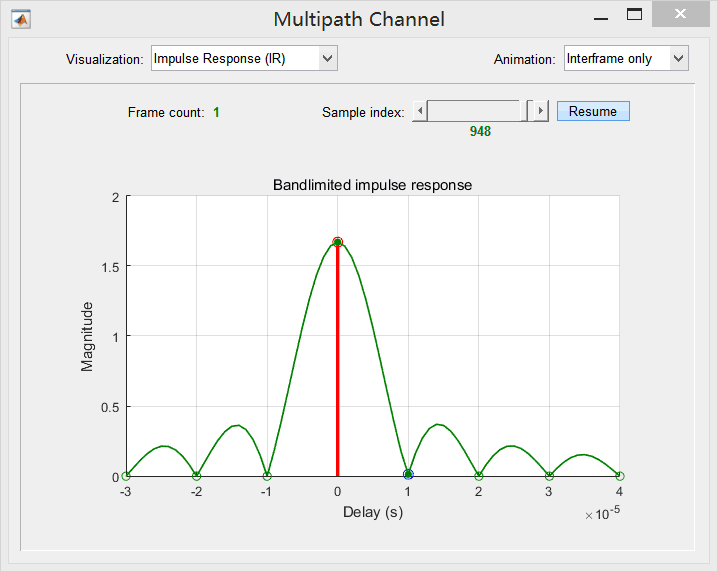 Multipath Channel
Visualization: Impulse Response (IR) Animation: Interframe only
Frame count: 1 Sample index: Resume
948
Bandlimited impulse response
2
1.5
1
0.5
0
Magnitude
-3 -2 -1 0 1 2 3 4
Delay (s) ×10⁻⁵